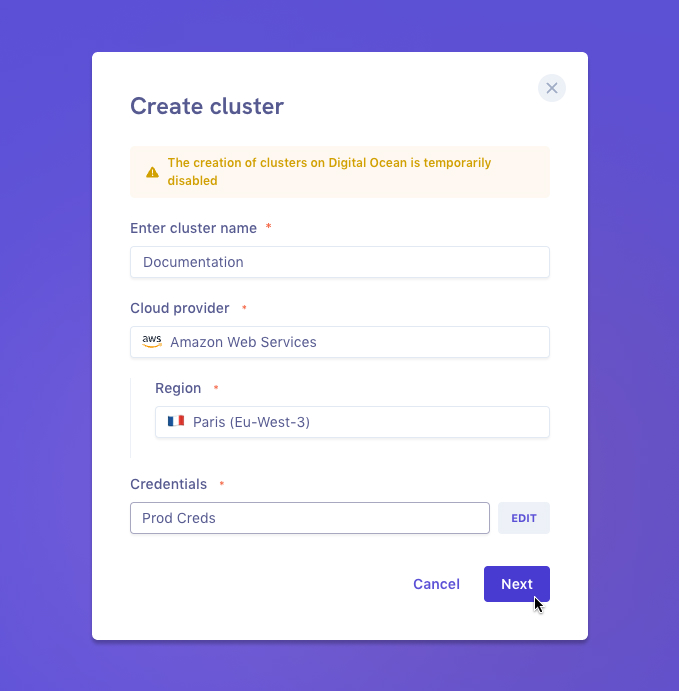 Create cluster
The creation of clusters on Digital Ocean is temporarily
disabled
Enter cluster name *
Documentation
Cloud provider *
aws Amazon Web Services
Region *
Paris (Eu-West-3)
Credentials *
Prod Creds
EDIT
Cancel
Next